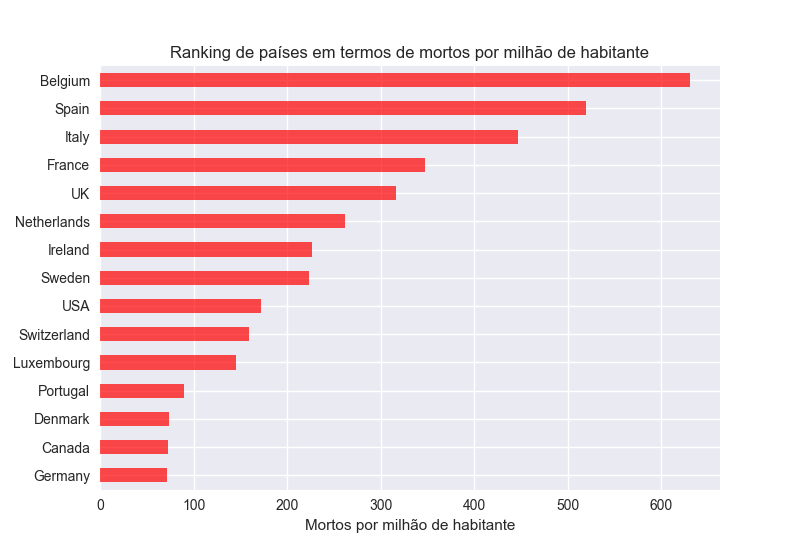 Ranking de países em termos de mortos por milhão de habitante
Belgium
Spain
Italy
France
UK
Netherlands
Ireland
Sweden
USA
Switzerland
Luxembourg
Portugal
Denmark
Canada
Germany
0 100 200 300 400 500 600
Mortos por milhão de habitante